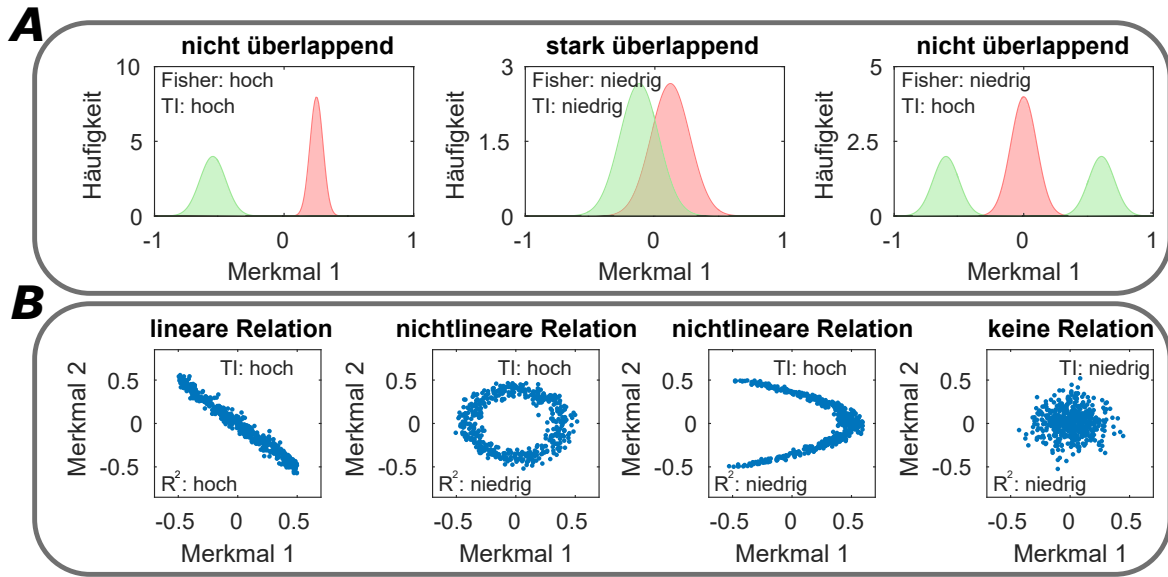 A
nicht überlappend
10
5
0
Häufigkeit
Fisher: hoch
TI: hoch
-1
0
1
Merkmal 1
stark überlappend
3
1.5
0
Häufigkeit
Fisher: niedrig
TI: niedrig
-1
0
1
Merkmal 1
nicht überlappend
5
2.5
0
Häufigkeit
Fisher: niedrig
TI: hoch
-1
0
1
Merkmal 1
B
lineare Relation
Merkmal 2
0.5
0
-0.5
TI: hoch
R²: hoch
-0.5
0
0.5
Merkmal 1
nichtlineare Relation
Merkmal 2
0.5
0
-0.5
TI: hoch
R²: niedrig
-0.5
0
0.5
Merkmal 1
nichtlineare Relation
Merkmal 2
0.5
0
-0.5
TI: hoch
R²: niedrig
-0.5
0
0.5
Merkmal 1
keine Relation
Merkmal 2
0.5
0
-0.5
TI: niedrig
R²: niedrig
-0.5
0
0.5
Merkmal 1